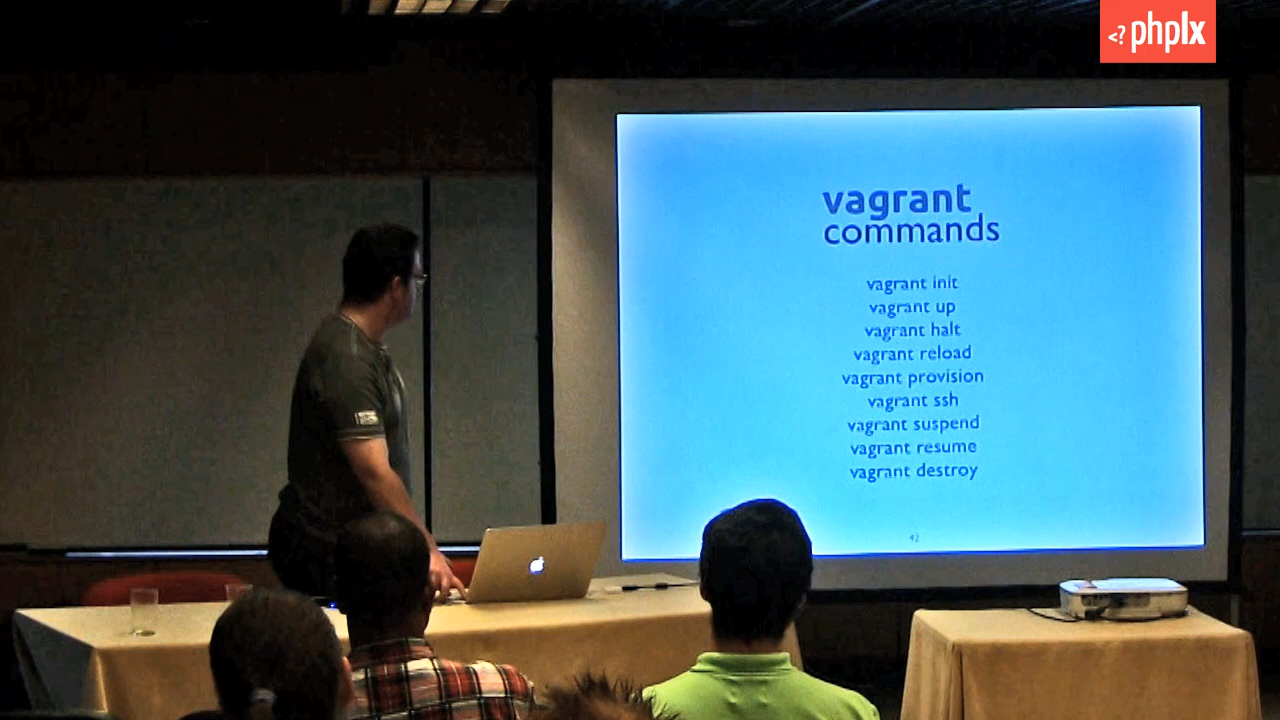 <? phplx
vagrant
commands
vagrant init
vagrant up
vagrant halt
vagrant reload
vagrant provision
vagrant ssh
vagrant suspend
vagrant resume
vagrant destroy
42